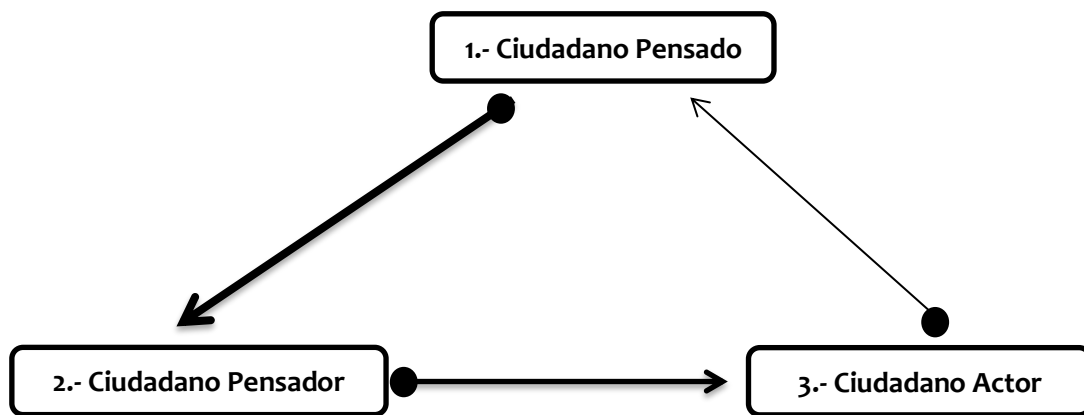 1.- Ciudadano Pensado
2.- Ciudadano Pensador
3.- Ciudadano Actor